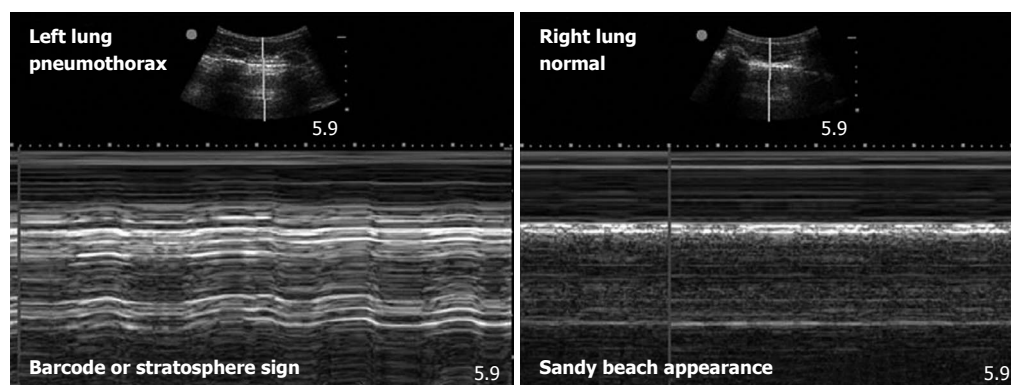 Left lung
pneumothorax
5.9
Barcode or stratosphere sign
5.9
Right lung
normal
5.9
Sandy beach appearance
5.9